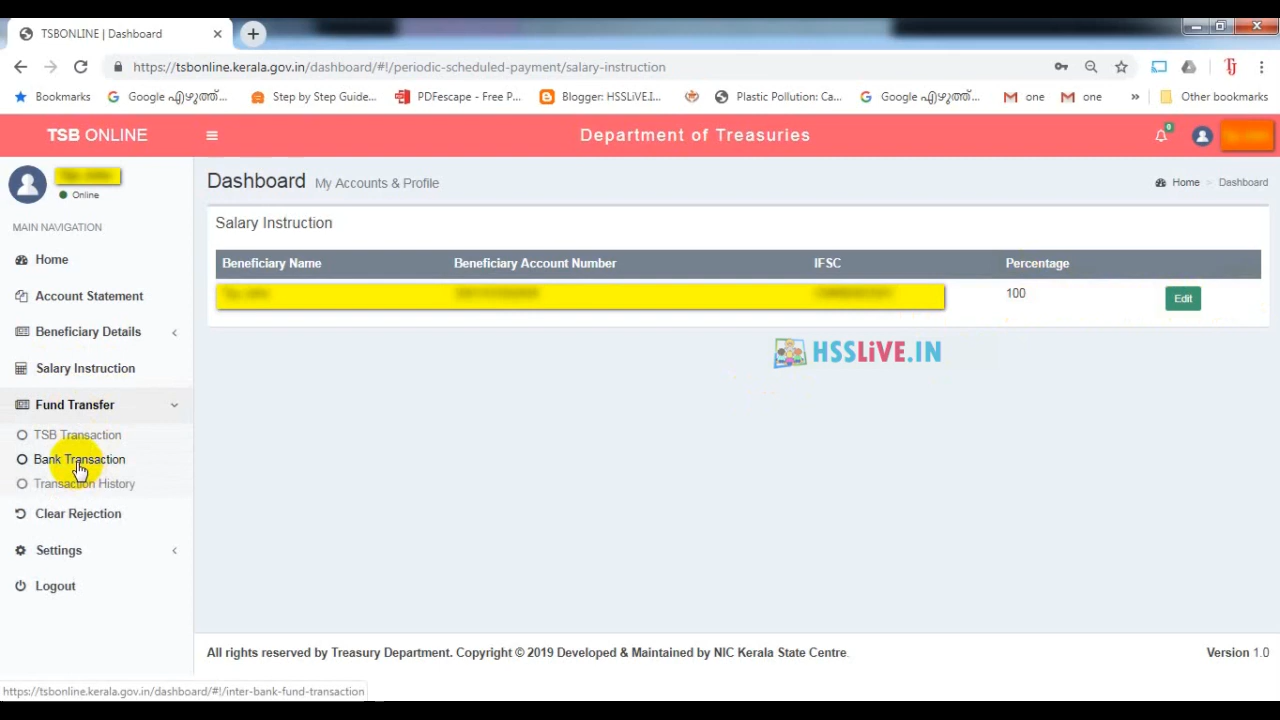 TSBONLINE | Dashboard
https://tsbonline.kerala.gov.in/dashboard/#!/periodic-scheduled-payment/salary-instruction
Bookmarks Google എഴുത്ത്... Step by Step Guide... PDFescape - Free P... Blogger: HSSLiVE.I... Plastic Pollution: Ca... Google എഴുത്ത്... one one » Other bookmarks
TSB ONLINE Department of Treasuries 0
Online
Dashboard My Accounts & Profile Home > Dashboard
MAIN NAVIGATION
Home
Account Statement
Beneficiary Details
Salary Instruction
Fund Transfer
TSB Transaction
Bank Transaction
Transaction History
Clear Rejection
Settings
Logout
Salary Instruction
Beneficiary Name Beneficiary Account Number IFSC Percentage
100 Edit
HSSLiVE.IN
All rights reserved by Treasury Department. Copyright © 2019 Developed & Maintained by NIC Kerala State Centre. Version 1.0
https://tsbonline.kerala.gov.in/dashboard/#!/inter-bank-fund-transaction